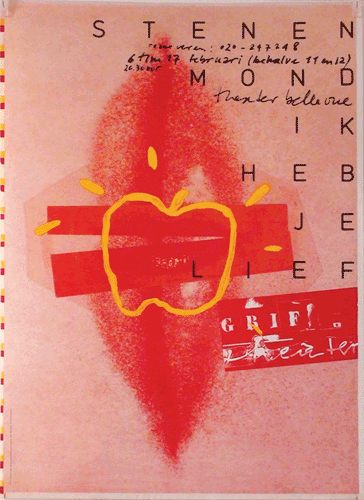 STENEN
reserveren: 020-247248
6 t/m 17 februari (behalve 11 en 12)
20.30 uur
MOND
theater bellevue
IK
HEB
JE
LIEF
GRIF
theater